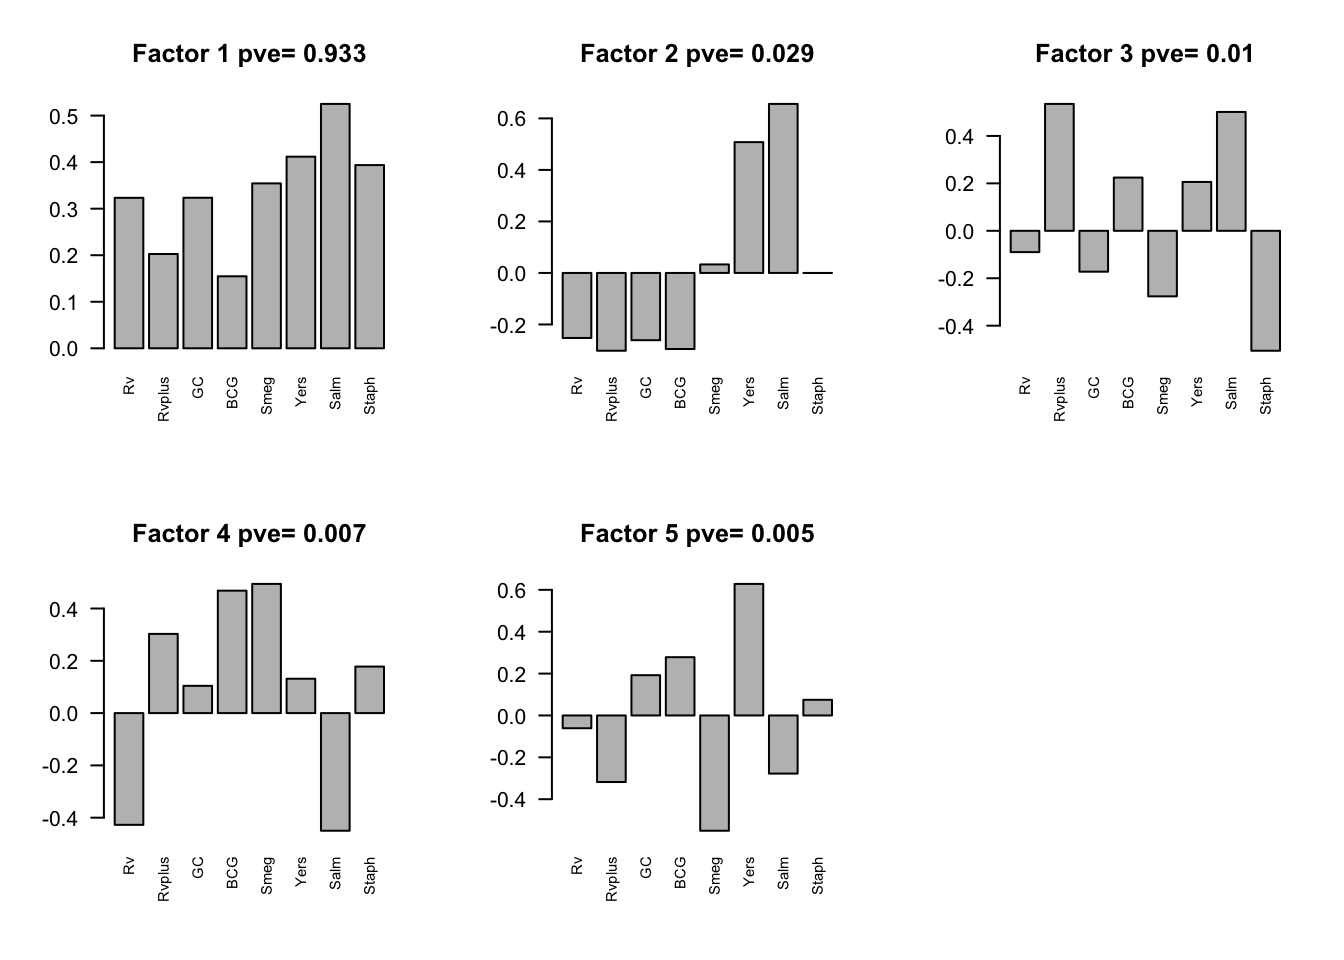 Factor 1 pve= 0.933
0.5
0.4
0.3
0.2
0.1
0.0
Rv
Rvplus
GC
BCG
Smeg
Yers
Salm
Staph
Factor 2 pve= 0.029
0.6
0.4
0.2
0.0
-0.2
Rv
Rvplus
GC
BCG
Smeg
Yers
Salm
Staph
Factor 3 pve= 0.01
0.4
0.2
0.0
-0.2
-0.4
Rv
Rvplus
GC
BCG
Smeg
Yers
Salm
Staph
Factor 4 pve= 0.007
0.4
0.2
0.0
-0.2
-0.4
Rv
Rvplus
GC
BCG
Smeg
Yers
Salm
Staph
Factor 5 pve= 0.005
0.6
0.4
0.2
0.0
-0.2
-0.4
Rv
Rvplus
GC
BCG
Smeg
Yers
Salm
Staph